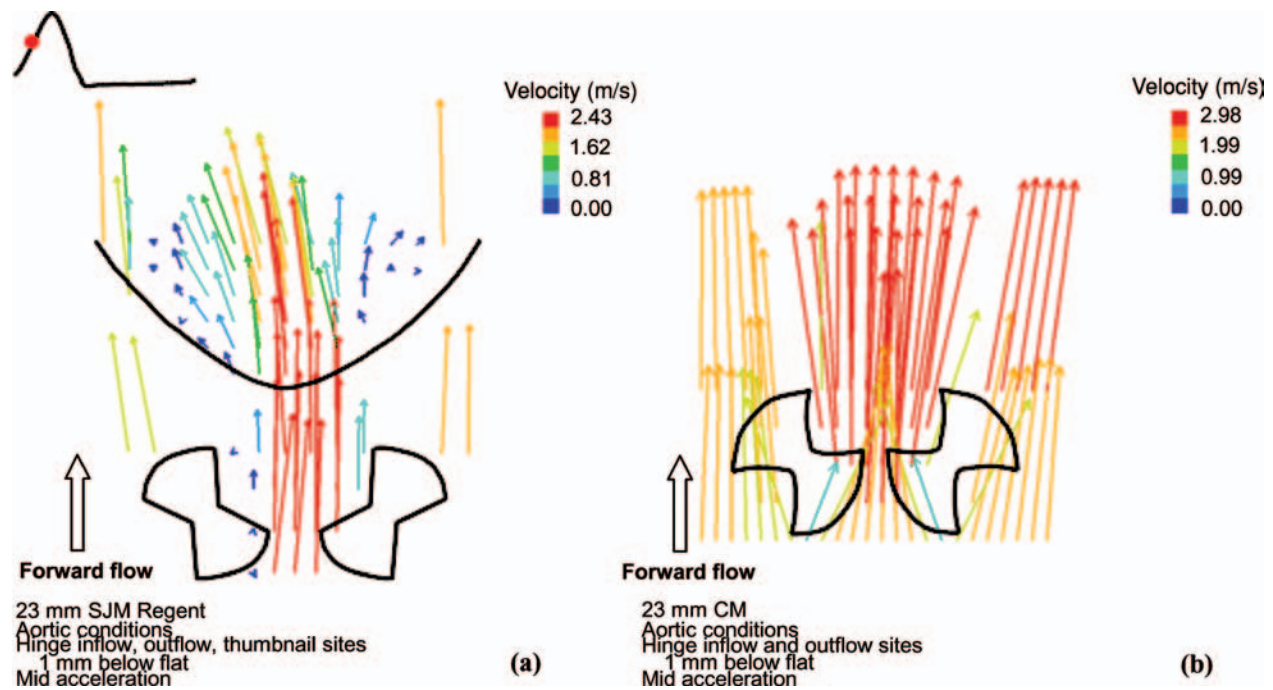 Velocity (m/s)
2.43
1.62
0.81
0.00
Forward flow
23 mm SJM Regent
Aortic conditions
Hinge inflow, outflow, thumbnail sites
1 mm below flat
Mid acceleration
(a)
Velocity (m/s)
2.98
1.99
0.99
0.00
Forward flow
23 mm CM
Aortic conditions
Hinge inflow and outflow sites
1 mm below flat
Mid acceleration
(b)